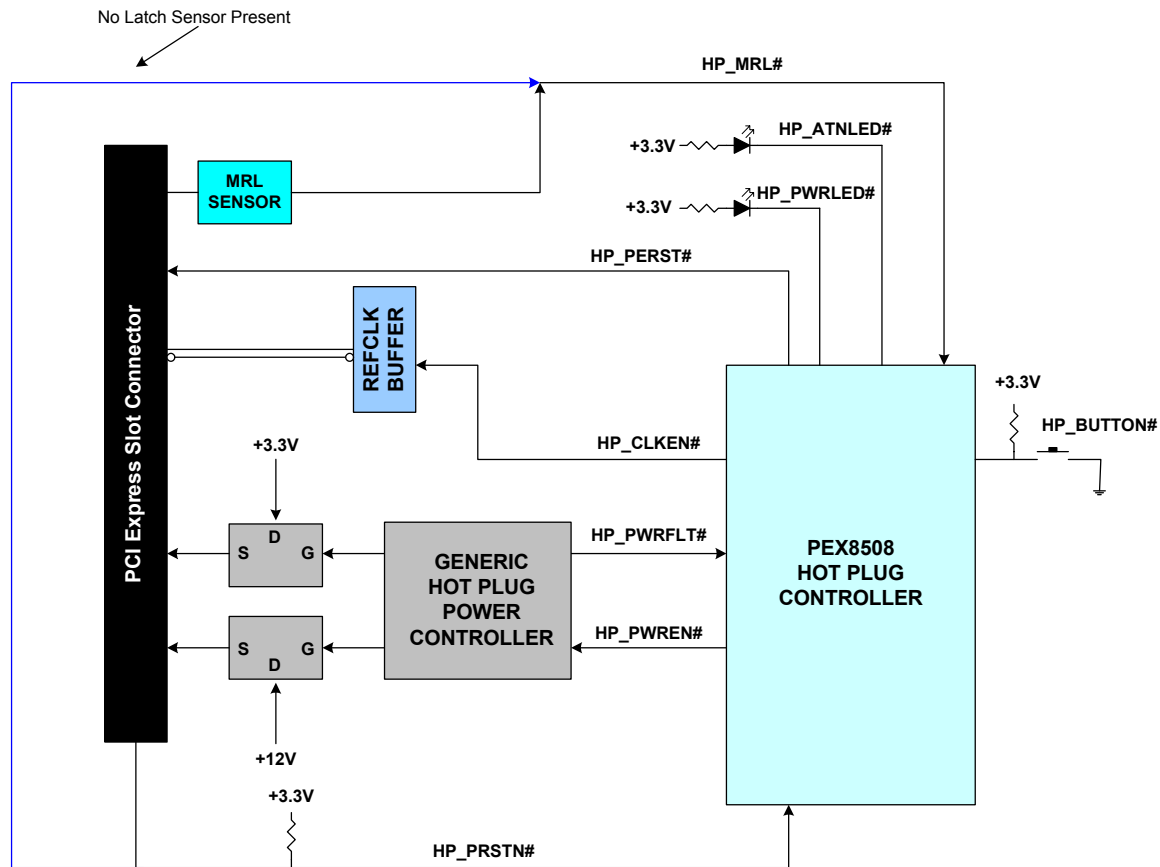 No Latch Sensor Present
HP_MRL#
HP_ATNLED#
+3.3V
MRL
SENSOR
HP_PWRLED#
+3.3V
HP_PERST#
PCI Express Slot Connector
REFCLK
BUFFER
+3.3V
HP_BUTTON#
+3.3V
HP_CLKEN#
S
D
G
HP_PWRFLT#
GENERIC
HOT PLUG
POWER
CONTROLLER
PEX8508
HOT PLUG
CONTROLLER
HP_PWREN#
S
D
G
+12V
+3.3V
HP_PRSTN#